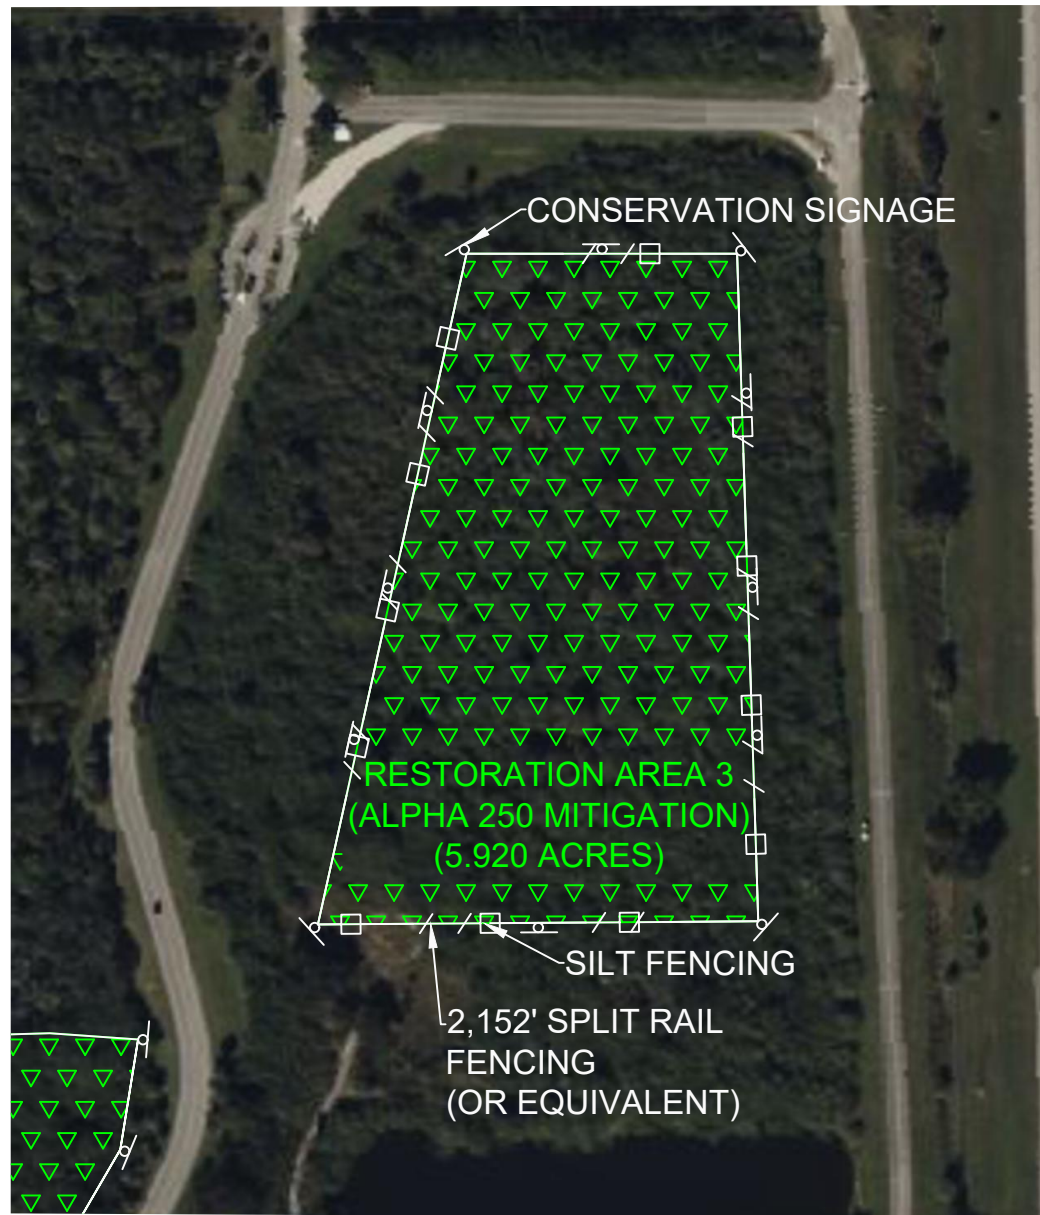 CONSERVATION SIGNAGE
RESTORATION AREA 3
(ALPHA 250 MITIGATION)
(5.920 ACRES)
SILT FENCING
2,152' SPLIT RAIL
FENCING
(OR EQUIVALENT)